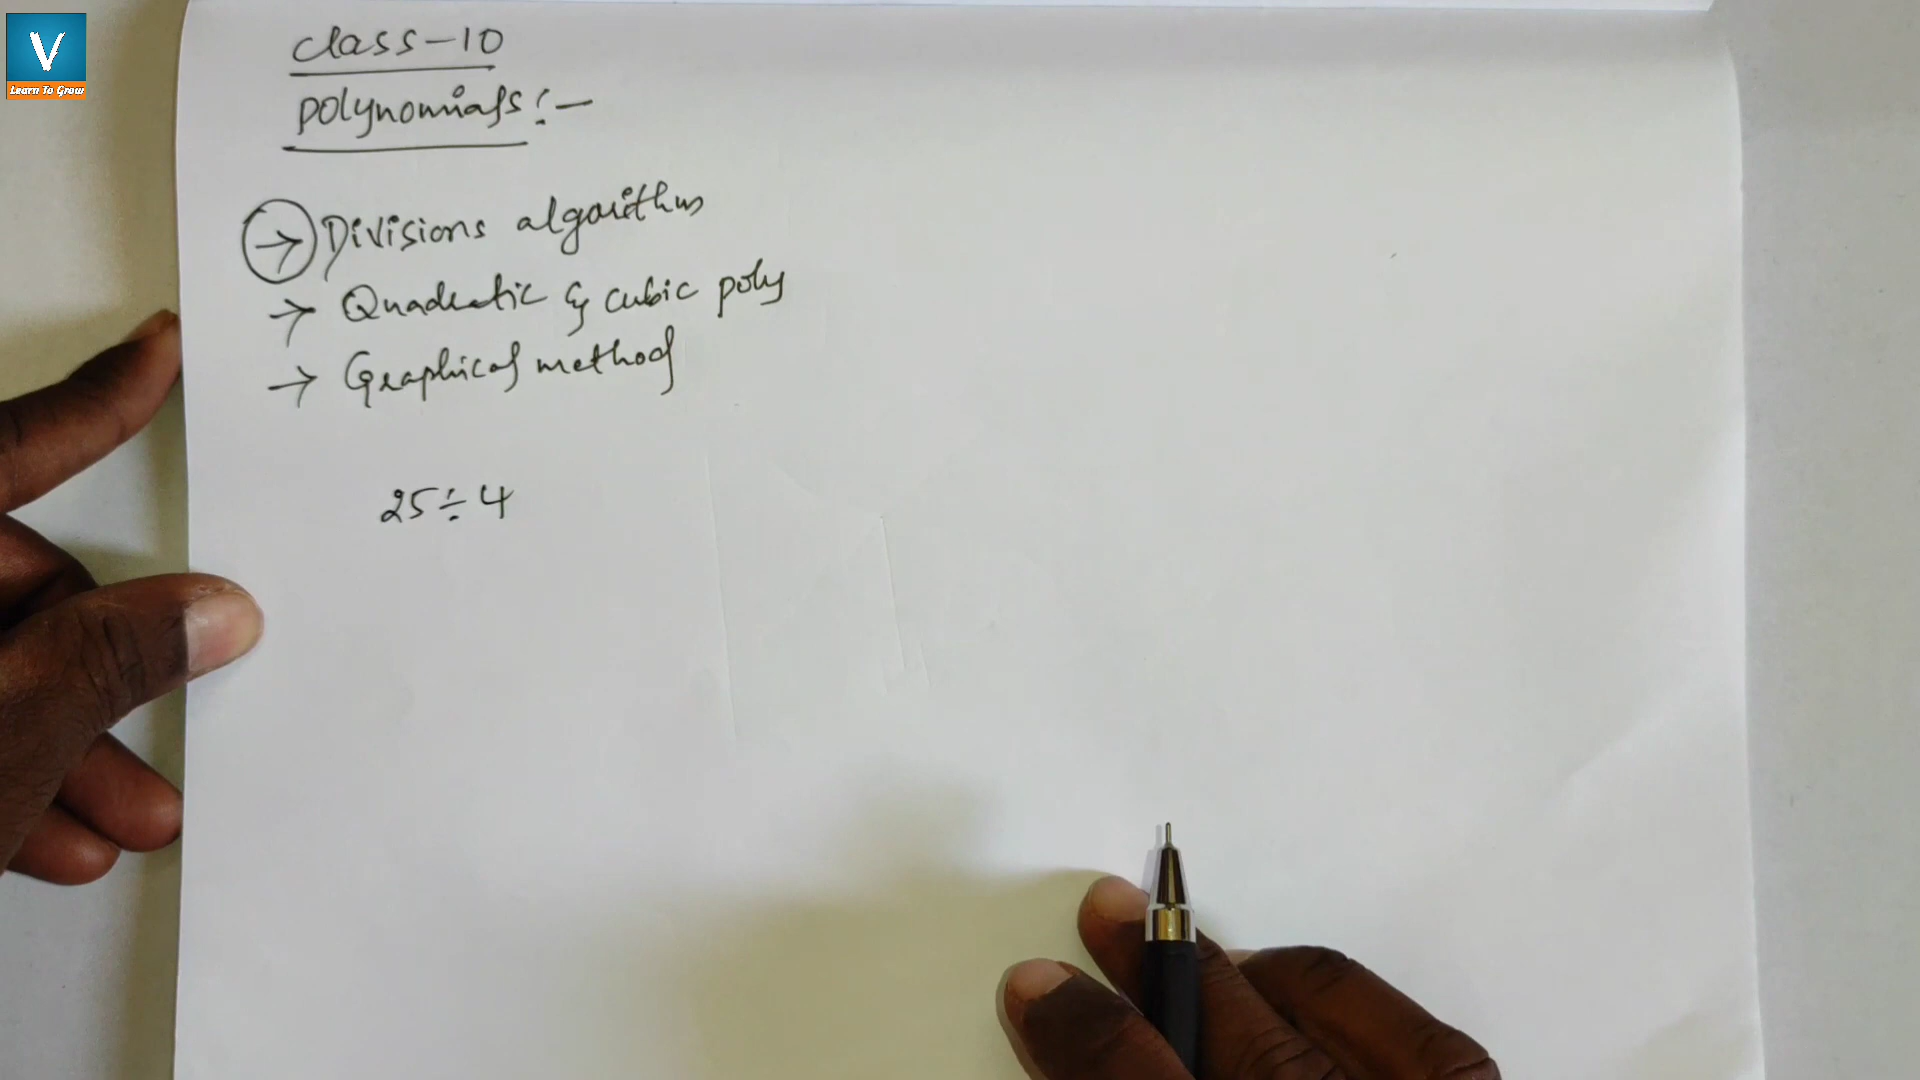 V
Learn To Grow
Class-10
Polynomials:-
→ Divisions algorithm
→ Quadratic & cubic poly
→ Graphical method
25÷4